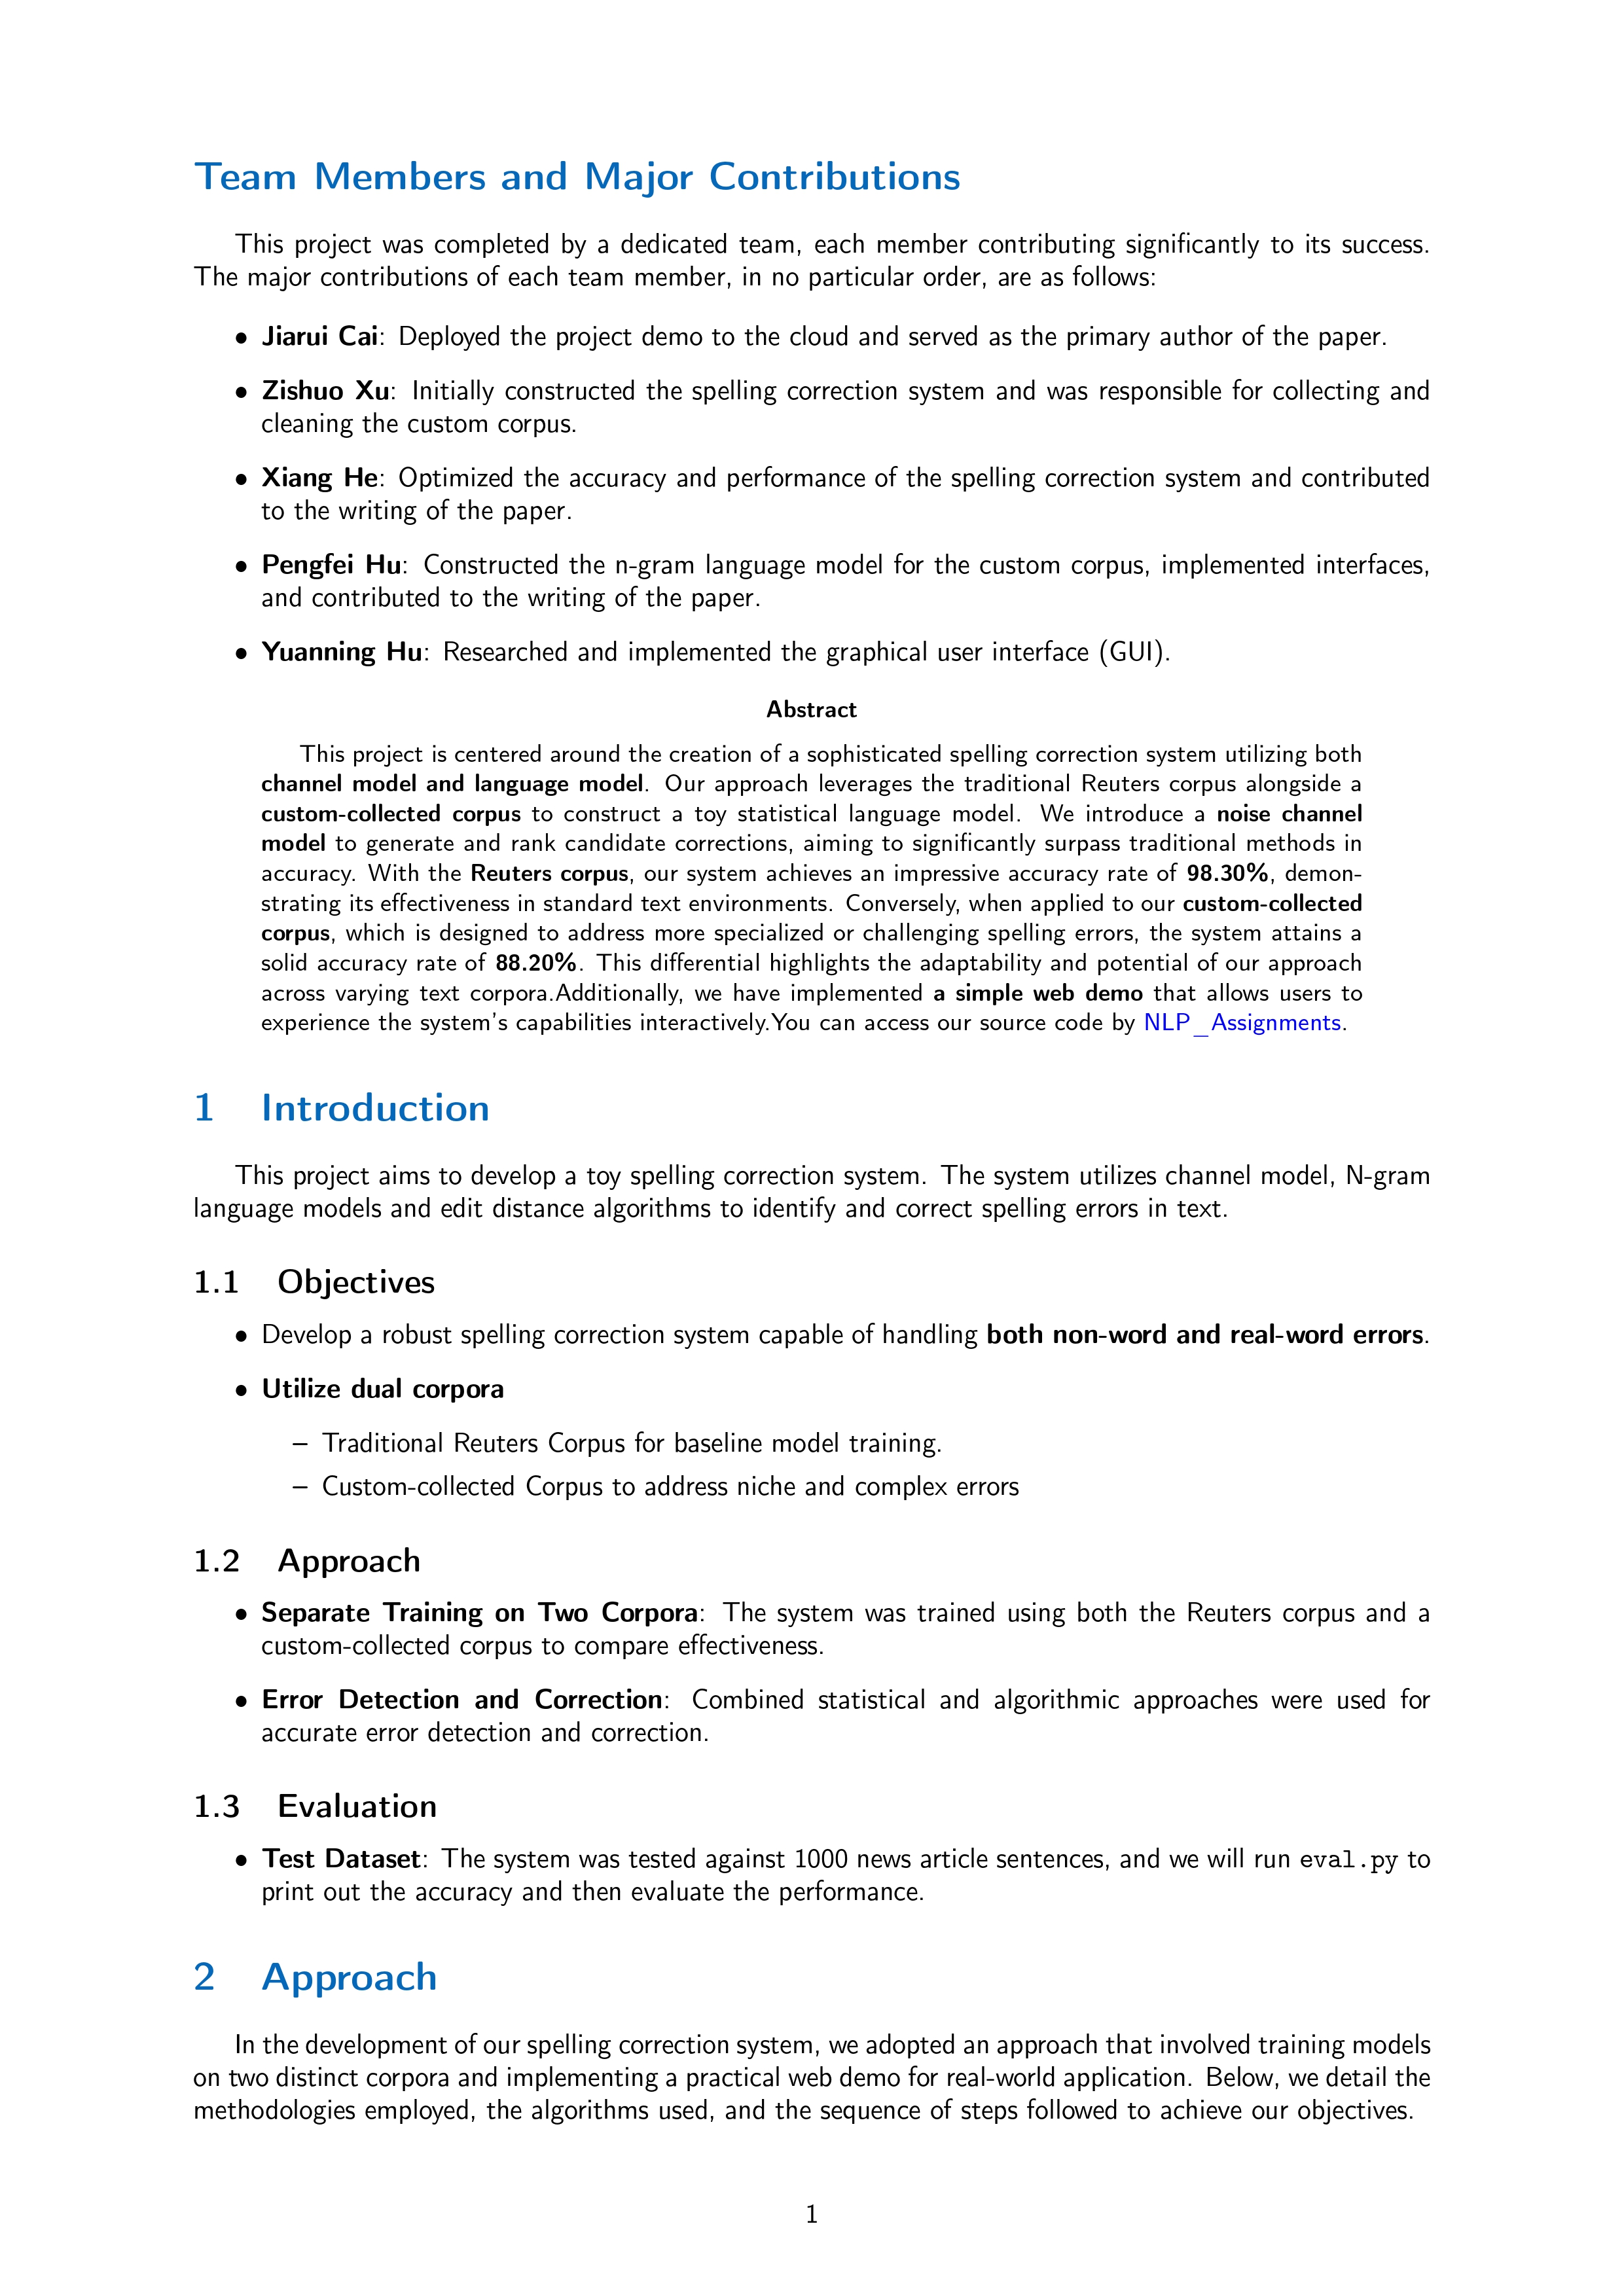 Team Members and Major Contributions
This project was completed by a dedicated team, each member contributing significantly to its success.
The major contributions of each team member, in no particular order, are as follows:
• Jiarui Cai: Deployed the project demo to the cloud and served as the primary author of the paper.
• Zishuo Xu: Initially constructed the spelling correction system and was responsible for collecting and
cleaning the custom corpus.
• Xiang He: Optimized the accuracy and performance of the spelling correction system and contributed
to the writing of the paper.
• Pengfei Hu: Constructed the n-gram language model for the custom corpus, implemented interfaces,
and contributed to the writing of the paper.
• Yuanning Hu: Researched and implemented the graphical user interface (GUI).
Abstract
This project is centered around the creation of a sophisticated spelling correction system utilizing both
channel model and language model. Our approach leverages the traditional Reuters corpus alongside a
custom-collected corpus to construct a toy statistical language model. We introduce a noise channel
model to generate and rank candidate corrections, aiming to significantly surpass traditional methods in
accuracy. With the Reuters corpus, our system achieves an impressive accuracy rate of 98.30%, demon-
strating its effectiveness in standard text environments. Conversely, when applied to our custom-collected
corpus, which is designed to address more specialized or challenging spelling errors, the system attains a
solid accuracy rate of 88.20%. This differential highlights the adaptability and potential of our approach
across varying text corpora.Additionally, we have implemented a simple web demo that allows users to
experience the system's capabilities interactively.You can access our source code by NLP_Assignments.
1 Introduction
This project aims to develop a toy spelling correction system. The system utilizes channel model, N-gram
language models and edit distance algorithms to identify and correct spelling errors in text.
1.1 Objectives
• Develop a robust spelling correction system capable of handling both non-word and real-word errors.
• Utilize dual corpora
– Traditional Reuters Corpus for baseline model training.
– Custom-collected Corpus to address niche and complex errors
1.2 Approach
• Separate Training on Two Corpora: The system was trained using both the Reuters corpus and a
custom-collected corpus to compare effectiveness.
• Error Detection and Correction: Combined statistical and algorithmic approaches were used for
accurate error detection and correction.
1.3 Evaluation
• Test Dataset: The system was tested against 1000 news article sentences, and we will run eval.py to
print out the accuracy and then evaluate the performance.
2 Approach
In the development of our spelling correction system, we adopted an approach that involved training models
on two distinct corpora and implementing a practical web demo for real-world application. Below, we detail the
methodologies employed, the algorithms used, and the sequence of steps followed to achieve our objectives.
1